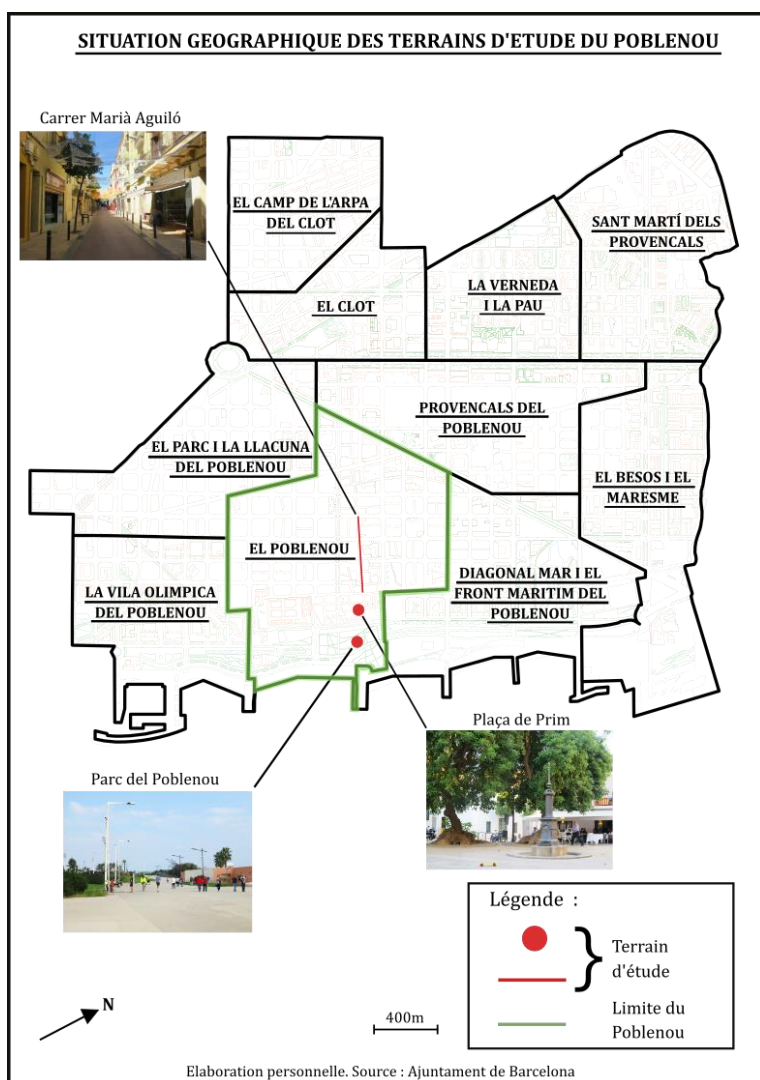 SITUATION GEOGRAPHIQUE DES TERRAINS D'ETUDE DU POBLENOU
Carrer Marià Aguiló
EL CAMP DE L'ARPA
DEL CLOT
SANT MARTÍ DELS
PROVENCALS
LA VERNEDA
I LA PAU
EL CLOT
PROVENCALS DEL
POBLENOU
EL PARC I LA LLACUNA
DEL POBLENOU
EL BESOS I EL
MARESME
EL POBLENOU
DIAGONAL MAR I EL
FRONT MARITIM DEL
POBLENOU
LA VILA OLIMPICA
DEL POBLENOU
Plaça de Prim
Parc del Poblenou
Légende :
Terrain
d'étude
Limite du
Poblenou
N
400m
Elaboration personnelle. Source : Ajuntament de Barcelona